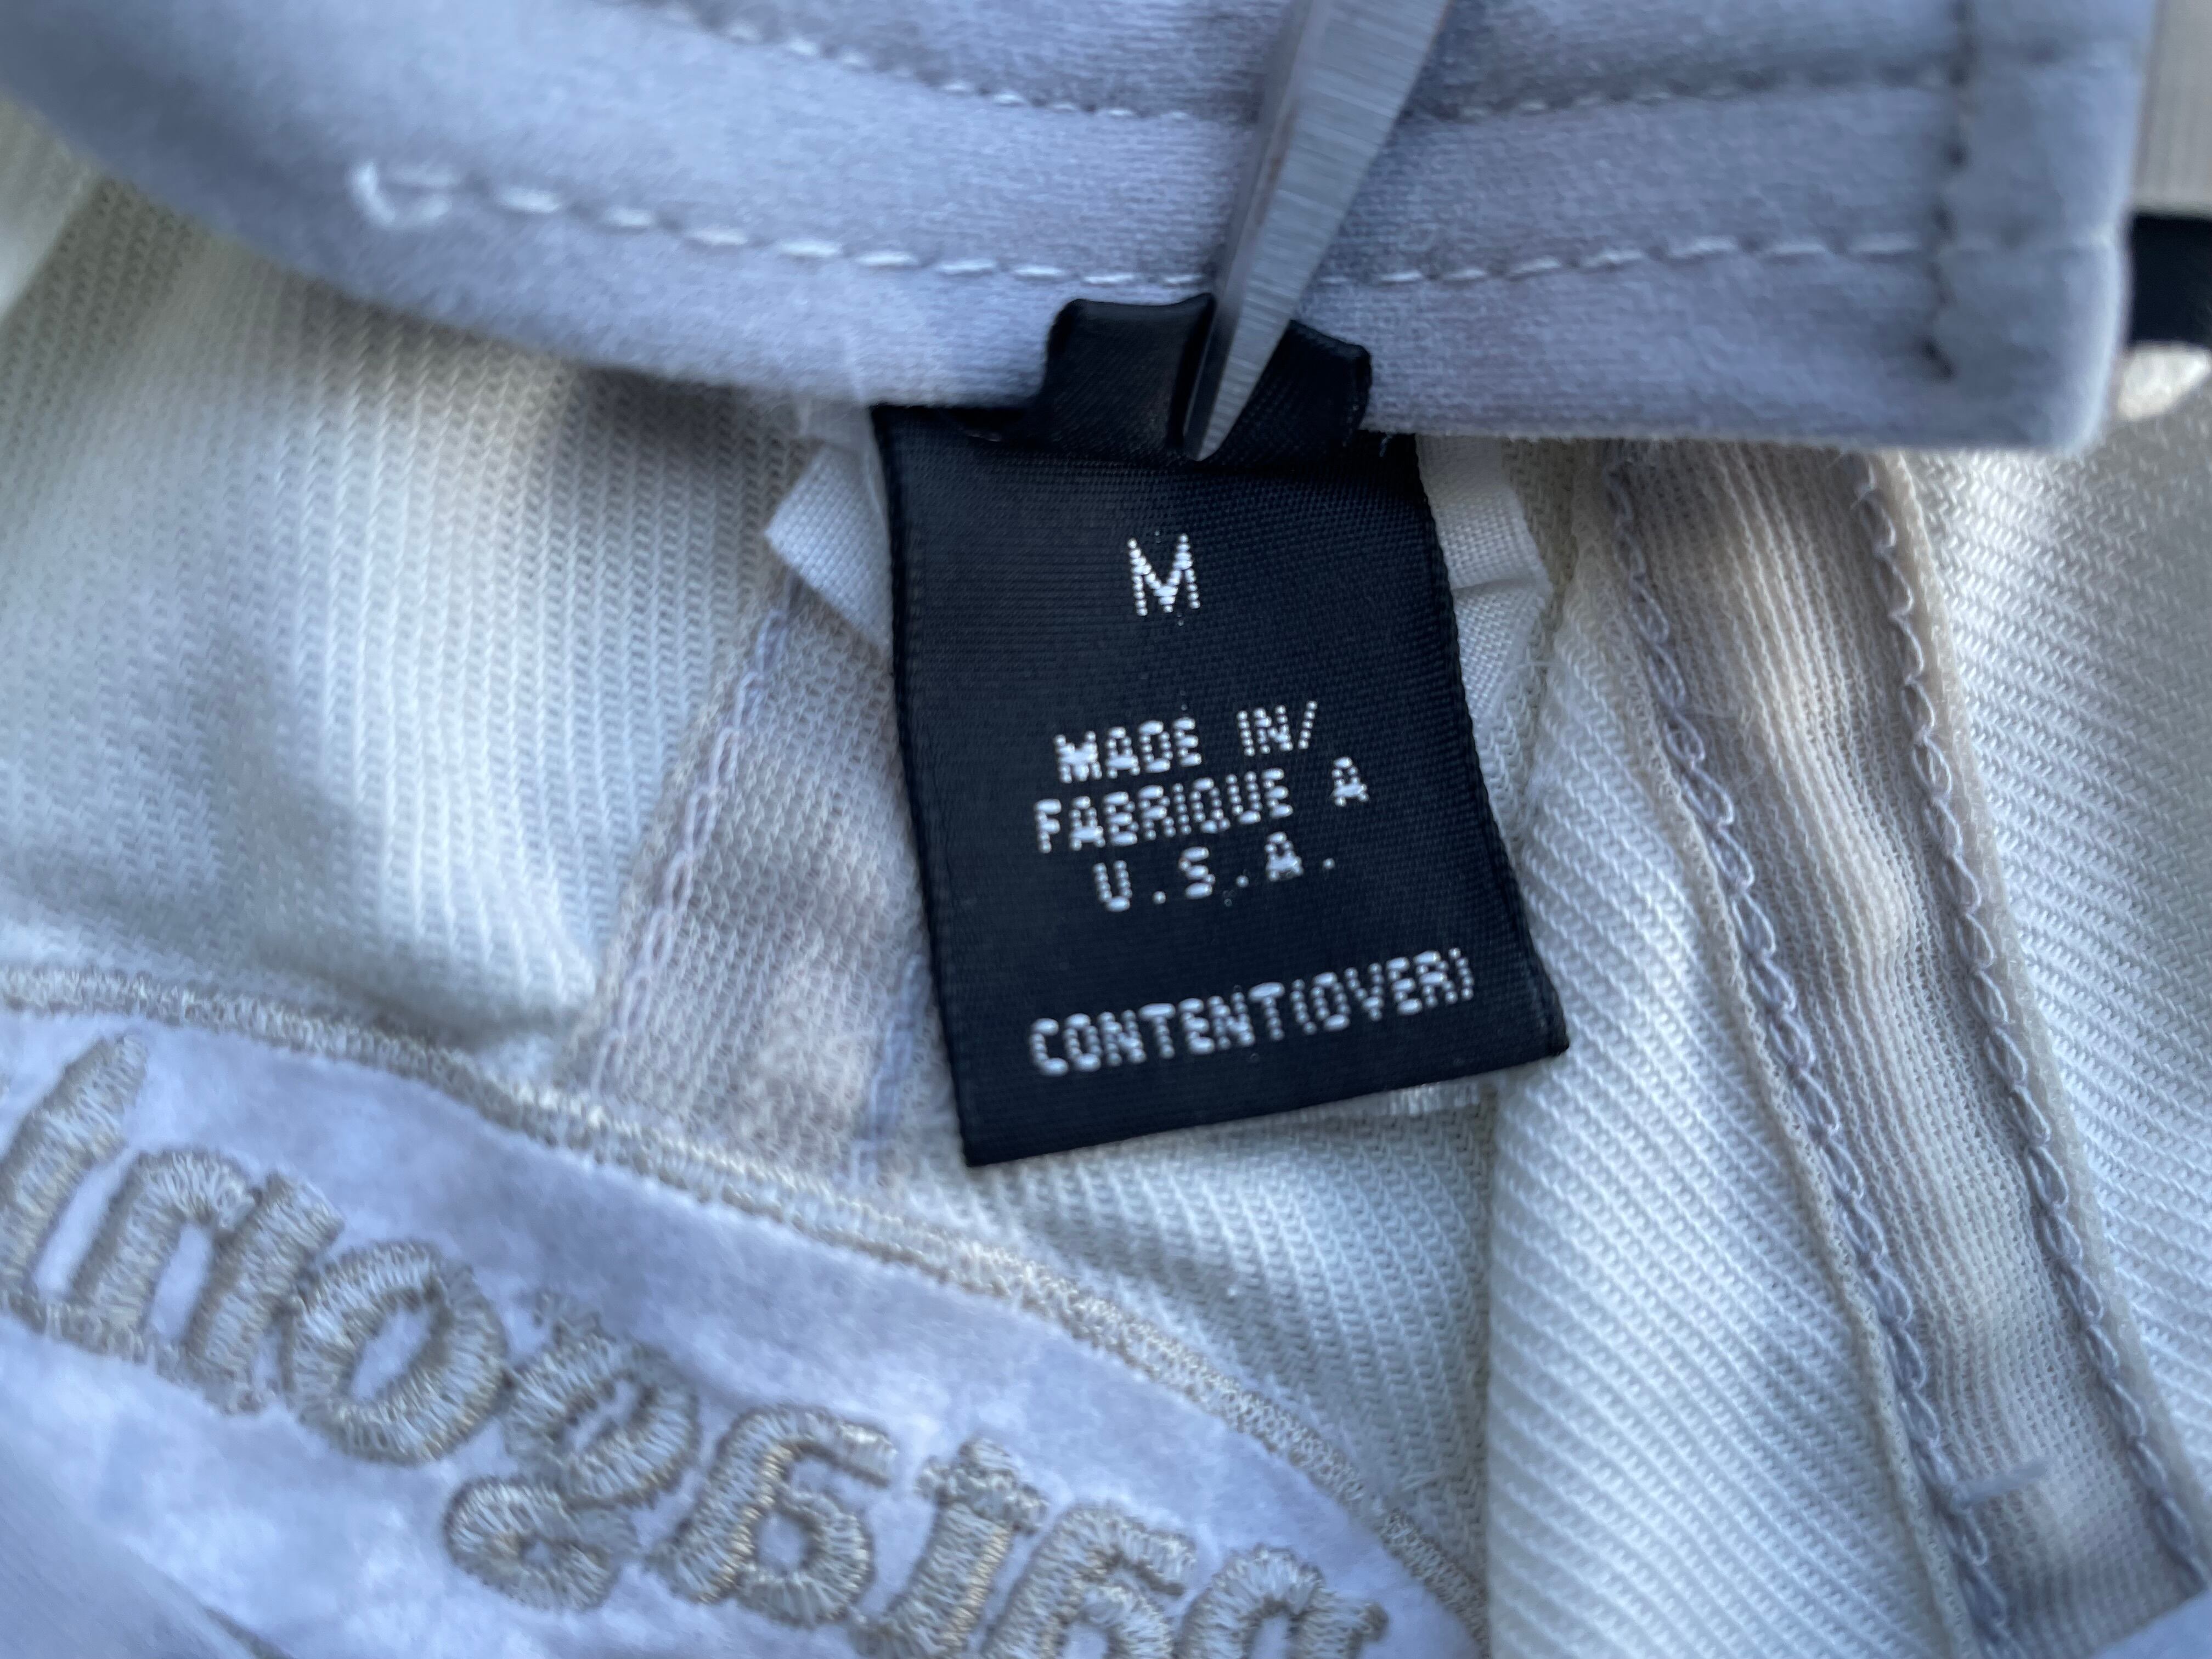 M
MADE IN/
FABRIQUE A
U.S.A.
CONTENT(OVER)